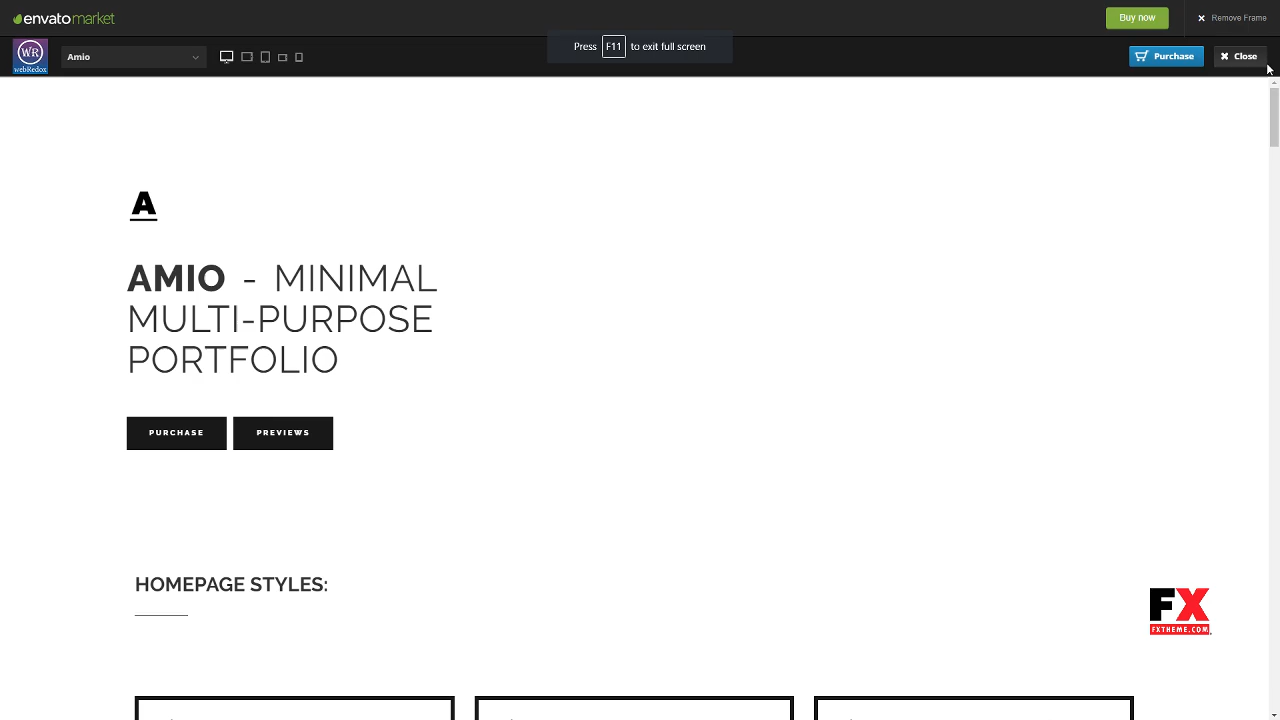 envatomarket
Buy now
Remove Frame
WR
webRedox
Amio
Press F11 to exit full screen
Purchase
Close
A
AMIO - MINIMAL
MULTI-PURPOSE
PORTFOLIO
PURCHASE
PREVIEWS
HOMEPAGE STYLES:
FX
FXTHEME.COM